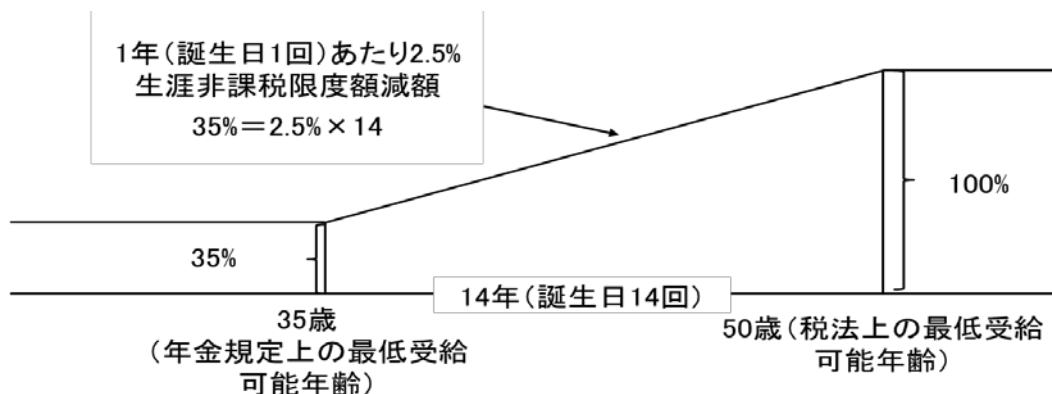 1年(誕生日1回)あたり2.5%
生涯非課税限度額減額
35%=2.5%×14
100%
35%
14年(誕生日14回)
35歳
(年金規定上の最低受給
可能年齢)
50歳(税法上の最低受給
可能年齢)